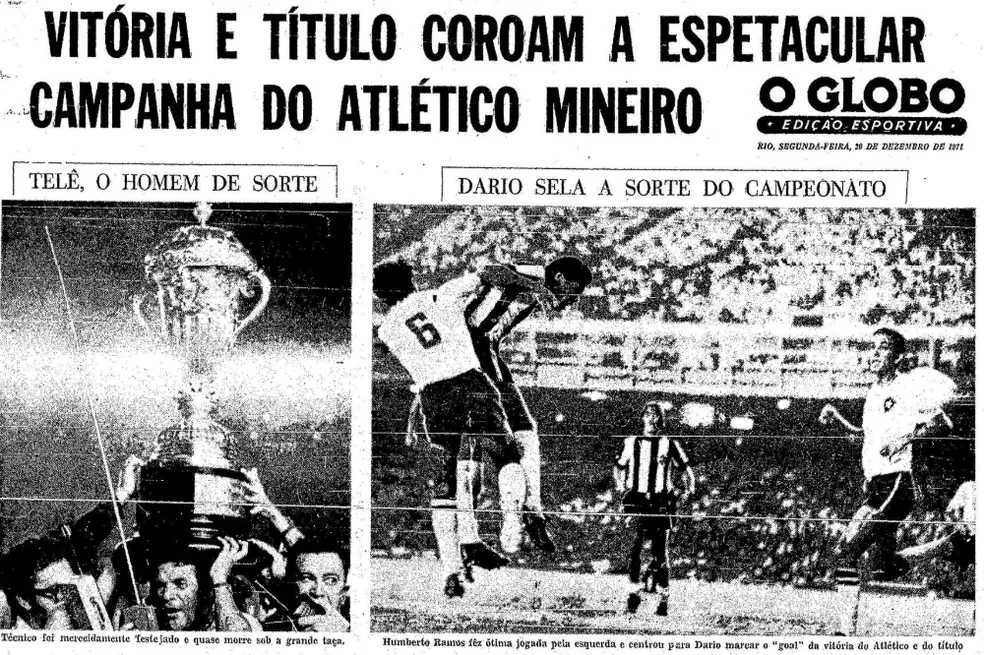 VITÓRIA E TÍTULO COROAM A ESPETACULAR
CAMPANHA DO ATLÉTICO MINEIRO
O GLOBO
EDIÇÃO ESPORTIVA
RIO, SEGUNDA-FEIRA, 20 DE DEZEMBRO DE 1971
TELÊ, O HOMEM DE SORTE
DARIO SELA A SORTE DO CAMPEONATO
6
Técnico foi merecidamente festejado e quase morre sob a grande taça.
Humberto Ramos fêz ótima jogada pela esquerda e centrou para Dario marcar o "goal" da vitória do Atlético e do título